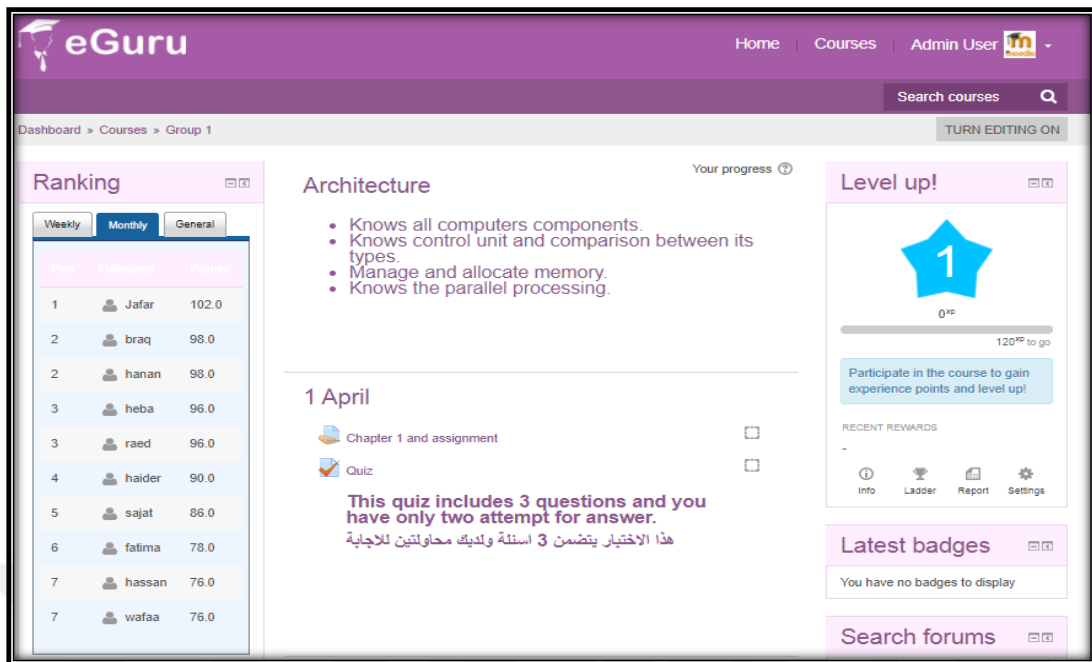 eGuru
Home
Courses
Admin User
moodle
Search courses
Dashboard » Courses » Group 1
TURN EDITING ON
Ranking
Weekly
Monthly
General
Pos Fullname Points
1 Jafar 102.0
2 braq 98.0
2 hanan 98.0
3 heba 96.0
3 raed 96.0
4 haider 90.0
5 sajat 86.0
6 fatima 78.0
7 hassan 76.0
7 wafaa 76.0
Your progress
Architecture
• Knows all computers components.
• Knows control unit and comparison between its
types.
• Manage and allocate memory.
• Knows the parallel processing.
1 April
Chapter 1 and assignment
Quiz
This quiz includes 3 questions and you
have only two attempt for answer.
هذا الاختبار يتضمن 3 اسئلة ولديك محاولتين للاجابة
Level up!
1
0xp
120xp to go
Participate in the course to gain
experience points and level up!
RECENT REWARDS
-
Info
Ladder
Report
Settings
Latest badges
You have no badges to display
Search forums